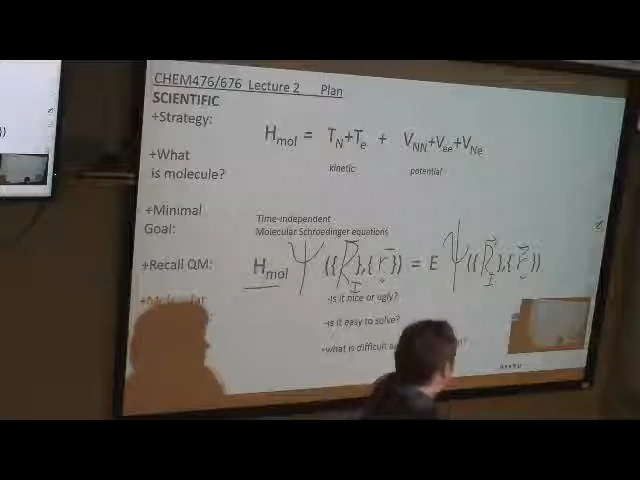 CHEM476/676 Lecture 2 Plan
SCIENTIFIC
+Strategy:
H_mol = T_N+T_e + V_NN+V_ee+V_Ne
kinetic potential
+What
is molecule?
+Minimal
Goal:
Time-independent
Molecular Schroedinger equations
+Recall QM:
H_mol Ψ({R⃗_I},{r⃗}) = E Ψ({R⃗_I},{r⃗})
-Is it nice or ugly?
-is it easy to solve?
+what is difficult